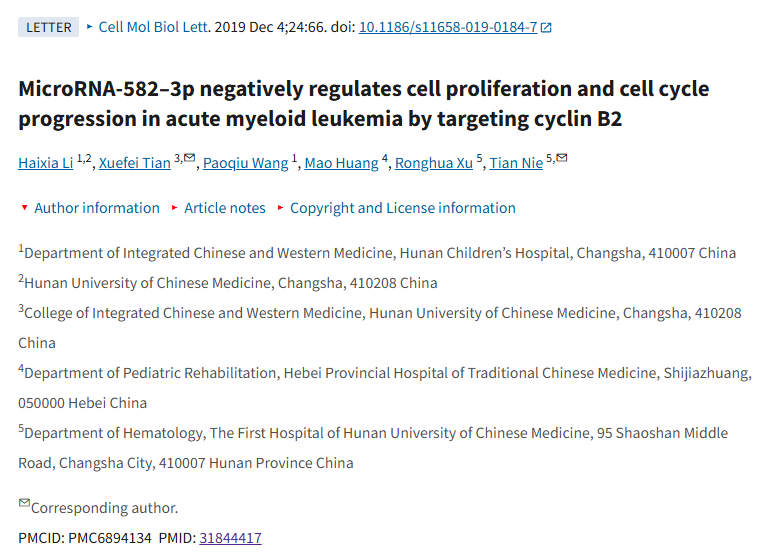 LETTER ‣ Cell Mol Biol Lett. 2019 Dec 4;24:66. doi: 10.1186/s11658-019-0184-7
MicroRNA-582–3p negatively regulates cell proliferation and cell cycle
progression in acute myeloid leukemia by targeting cyclin B2
Haixia Li 1,2, Xuefei Tian 3,✉, Paoqiu Wang 1, Mao Huang 4, Ronghua Xu 5, Tian Nie 5,✉
▾ Author information ▸ Article notes ▸ Copyright and License information
1Department of Integrated Chinese and Western Medicine, Hunan Children’s Hospital, Changsha, 410007 China
2Hunan University of Chinese Medicine, Changsha, 410208 China
3College of Integrated Chinese and Western Medicine, Hunan University of Chinese Medicine, Changsha, 410208
China
4Department of Pediatric Rehabilitation, Hebei Provincial Hospital of Traditional Chinese Medicine, Shijiazhuang,
050000 Hebei China
5Department of Hematology, The First Hospital of Hunan University of Chinese Medicine, 95 Shaoshan Middle
Road, Changsha City, 410007 Hunan Province China
✉Corresponding author.
PMCID: PMC6894134 PMID: 31844417